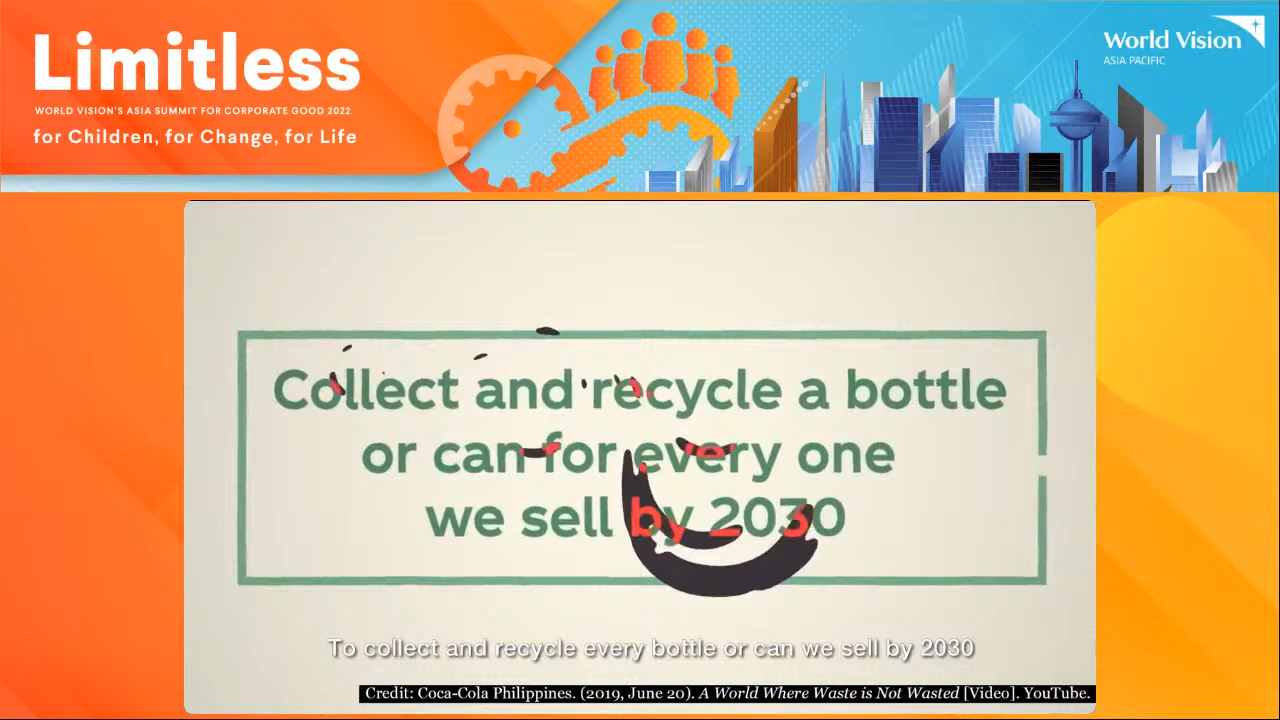 Limitless
WORLD VISION'S ASIA SUMMIT FOR CORPORATE GOOD 2022
for Children, for Change, for Life
World Vision
ASIA PACIFIC
Collect and recycle a bottle
or can for every one
we sell by 2030
To collect and recycle every bottle or can we sell by 2030
Credit: Coca-Cola Philippines. (2019, June 20). A World Where Waste is Not Wasted [Video]. YouTube.